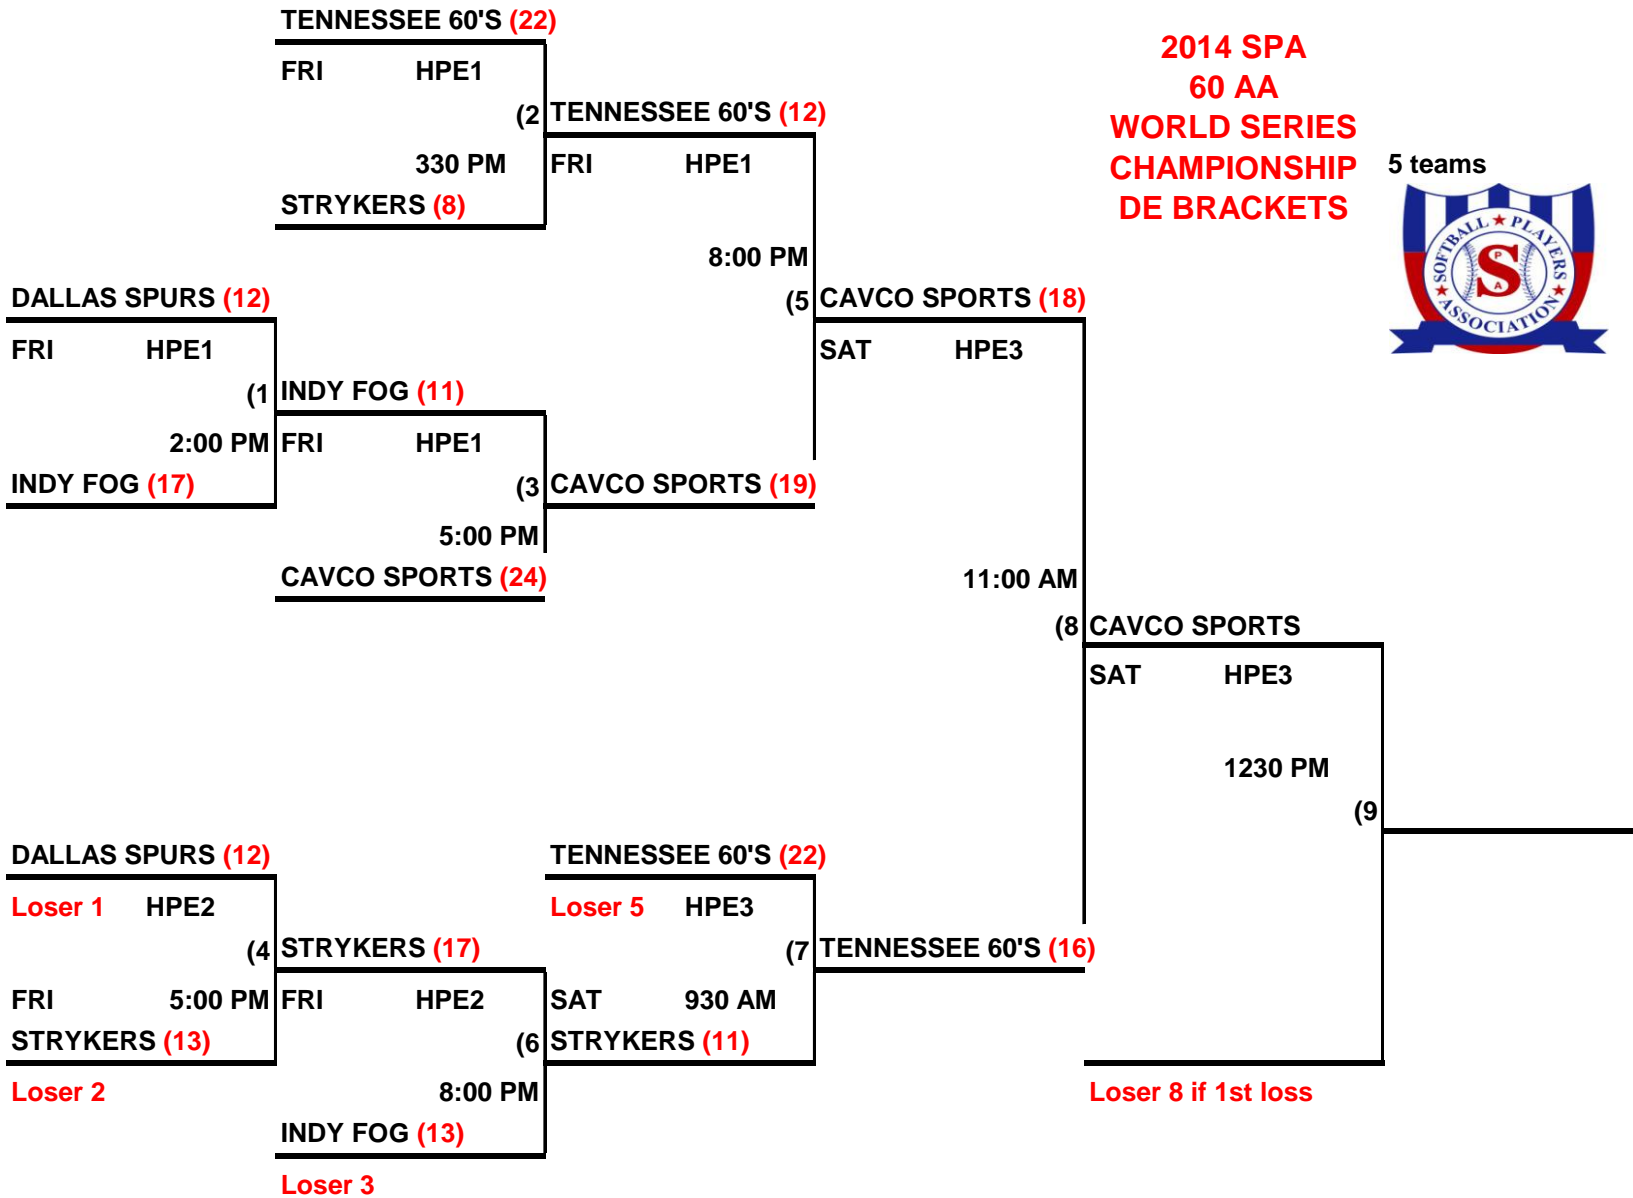 TENNESSEE 60'S (22)
2014 SPA
60 AA
WORLD SERIES
CHAMPIONSHIP
DE BRACKETS
5 teams
SOFTBALL ★ PLAYERS ★ ASSOCIATION ★
S
P
A
FRI HPE1
(2 TENNESSEE 60'S (12)
330 PM FRI HPE1
STRYKERS (8)
8:00 PM
DALLAS SPURS (12)
(5 CAVCO SPORTS (18)
FRI HPE1
SAT HPE3
(1 INDY FOG (11)
2:00 PM FRI HPE1
INDY FOG (17)
(3 CAVCO SPORTS (19)
5:00 PM
CAVCO SPORTS (24)
11:00 AM
(8 CAVCO SPORTS
SAT HPE3
1230 PM
(9
DALLAS SPURS (12)
TENNESSEE 60'S (22)
Loser 1 HPE2
Loser 5 HPE3
(4 STRYKERS (17)
(7 TENNESSEE 60'S (16)
FRI 5:00 PM FRI HPE2
SAT 930 AM
STRYKERS (13)
(6 STRYKERS (11)
Loser 2
8:00 PM
Loser 8 if 1st loss
INDY FOG (13)
Loser 3